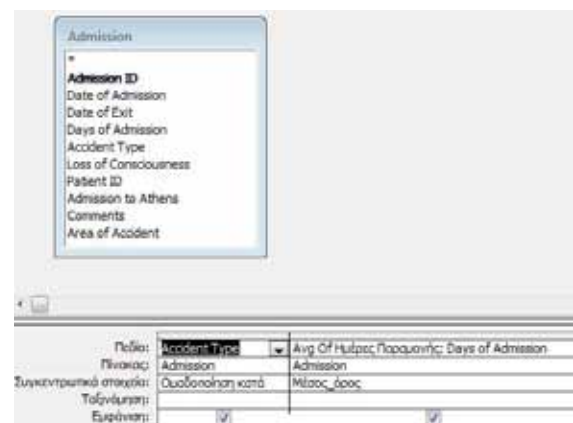 Admission
*
Admission ID
Date of Admission
Date of Exit
Days of Admission
Accident Type
Loss of Consciousness
Patient ID
Admission to Athens
Comments
Area of Accident
Πεδίο: Accident Type Avg Of Ημέρες Παραμονής: Days of Admission
Πίνακας: Admission Admission
Συγκεντρωτικά στοιχεία: Ομαδοποίηση κατά Μέσος_όρος
Ταξινόμηση:
Εμφάνιση: